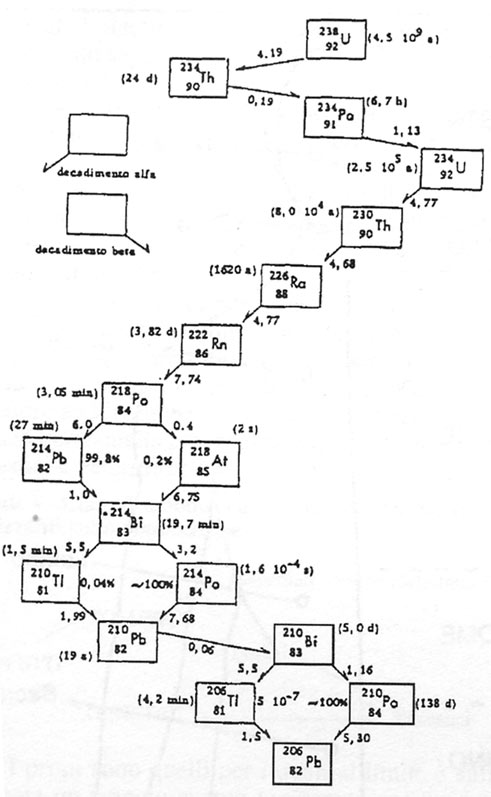 238 U 92 (4,5 10⁹ a)
4,19
(24 d) 234 Th 90
0,19
234 Pa 91 (6,7 h)
1,13
(2,5 10⁵ a) 234 U 92
decadimento alfa
4,77
(8,0 10⁴ a) 230 Th 90
decadimento beta
4,68
(1620 a) 226 Ra 88
4,77
(3,82 d) 222 Rn 86
7,74
(3,05 min) 218 Po 84
6.0 0.4
(27 min) 214 Pb 82 99,8% 0,2% 218 At 85 (2 s)
1,0 6,75
214 Bi 83 (19,7 min)
(1,5 min) 5,5 3,2
210 Tl 81 0,04% ~100% 214 Po 84 (1,6 10⁻⁴ s)
1,99 7,68
(19 a) 210 Pb 82
0,06
210 Bi 83 (5,0 d)
5,5 1,16
(4,2 min) 206 Tl 81 5 10⁻⁷ ~100% 210 Po 84 (138 d)
1,5 5,30
206 Pb 82